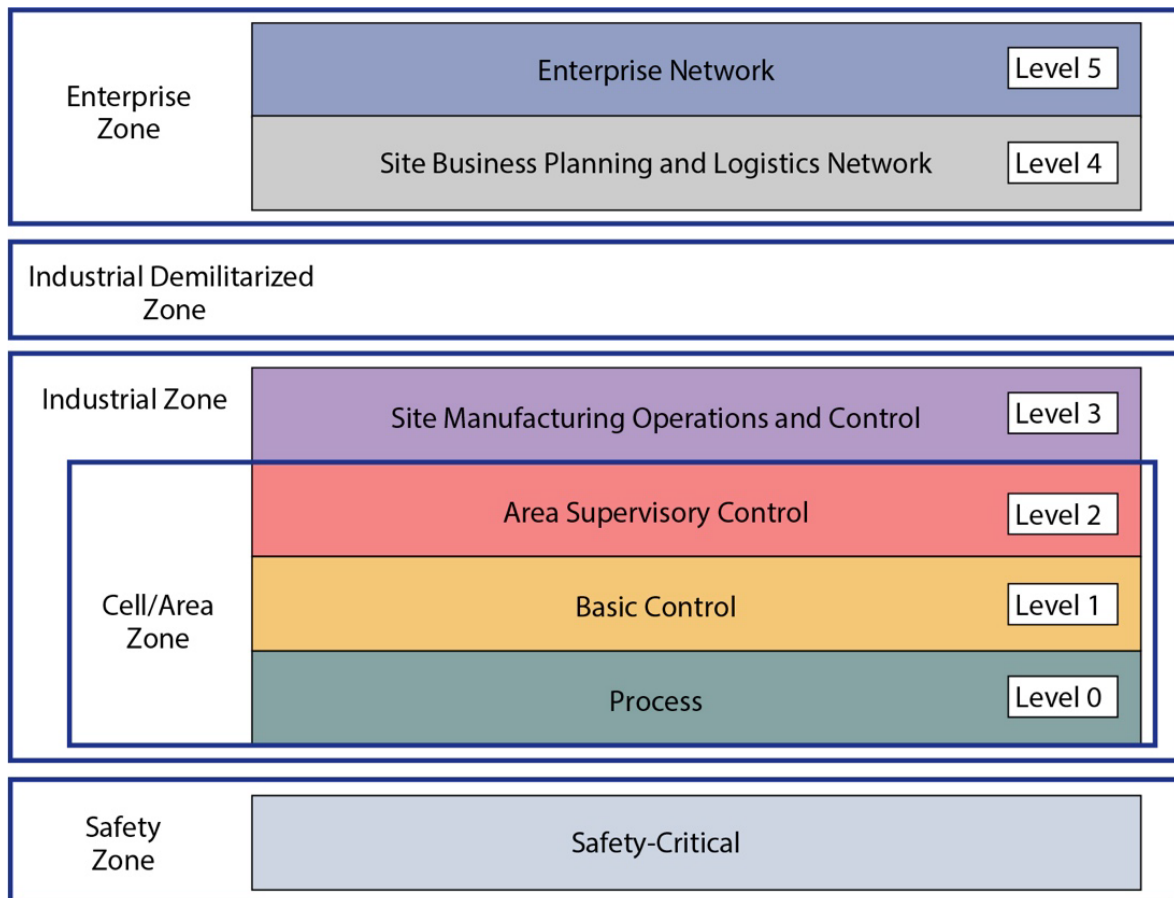 Enterprise
Zone
Enterprise Network
Level 5
Site Business Planning and Logistics Network
Level 4
Industrial Demilitarized
Zone
Industrial Zone
Site Manufacturing Operations and Control
Level 3
Cell/Area
Zone
Area Supervisory Control
Level 2
Basic Control
Level 1
Process
Level 0
Safety
Zone
Safety-Critical